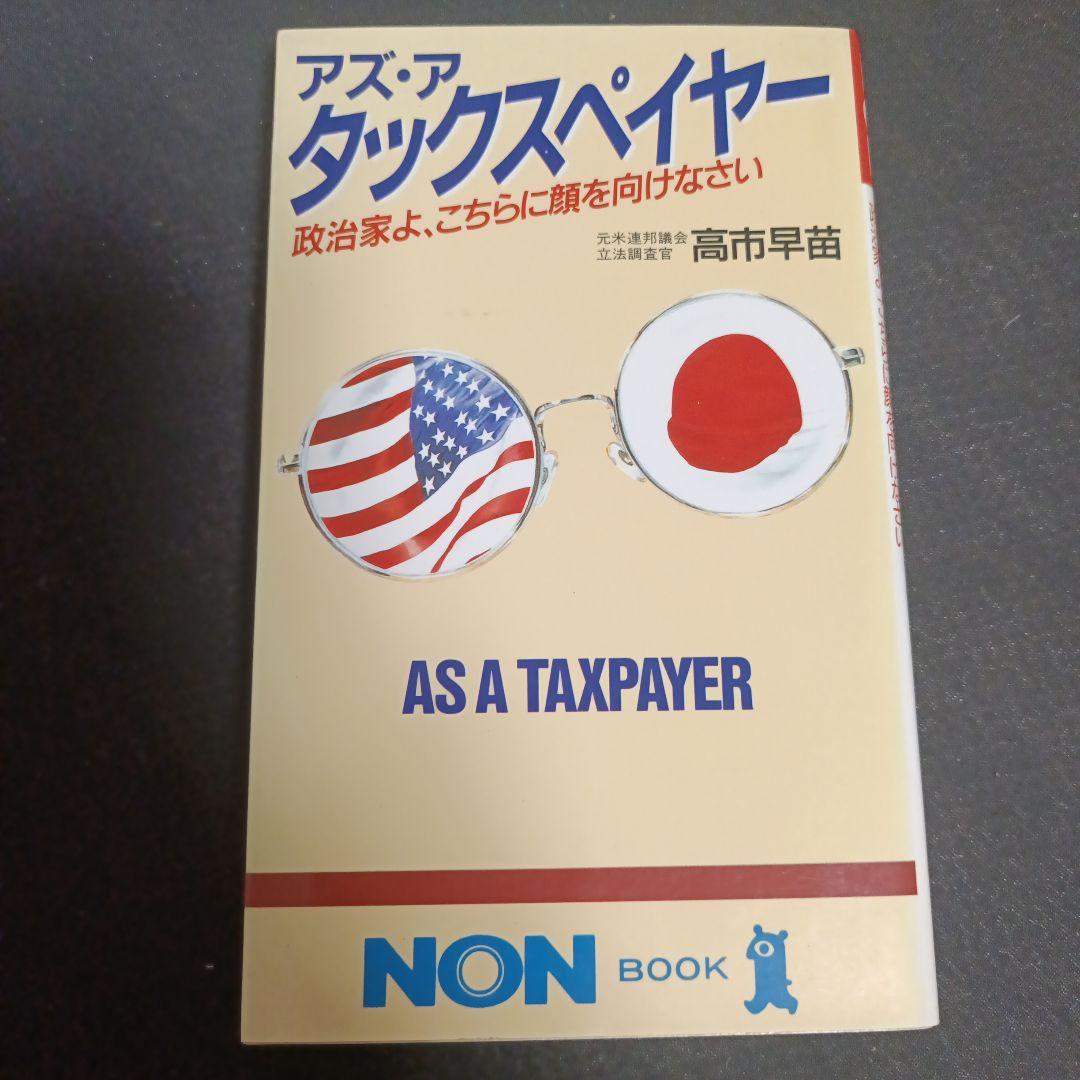 アズ・ア
タックスペイヤー
政治家よ、こちらに顔を向けなさい
元米連邦議会
立法調査官
高市早苗
AS A TAXPAYER
NON BOOK